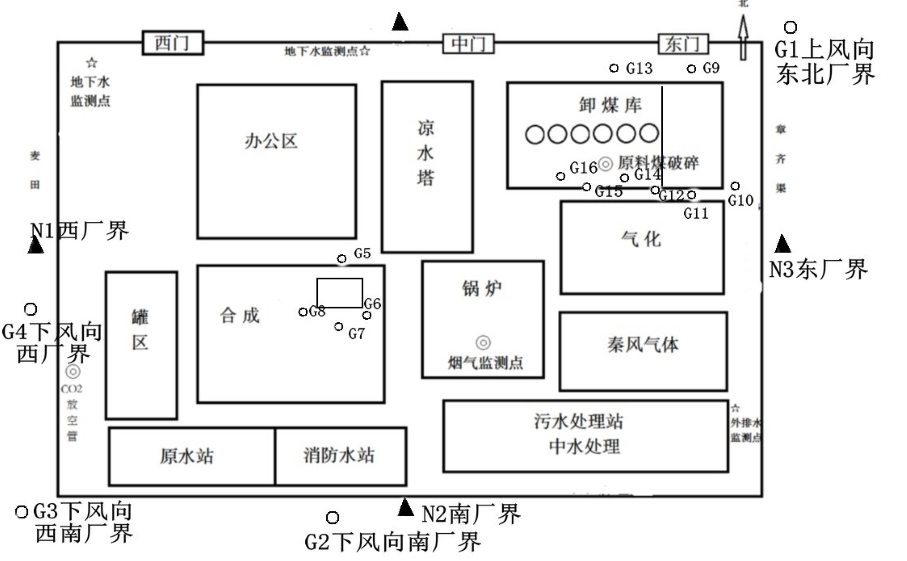 北
G1上风向
东北厂界
西门
中门
东门
地下水监测点☆
☆
地下水
监测点
G13
G9
办公区
凉水塔
卸煤库
原料煤破碎
章齐渠
麦田
G16
G14
G15
G12
G10
G11
N1西厂界
气化
N3东厂界
G5
锅炉
罐区
合成
G6
G8
G7
G4下风向
西厂界
烟气监测点
秦风气体
CO2
放空管
☆
外排水
监测点
污水处理站
中水处理
原水站
消防水站
G3下风向
西南厂界
N2南厂界
G2下风向南厂界